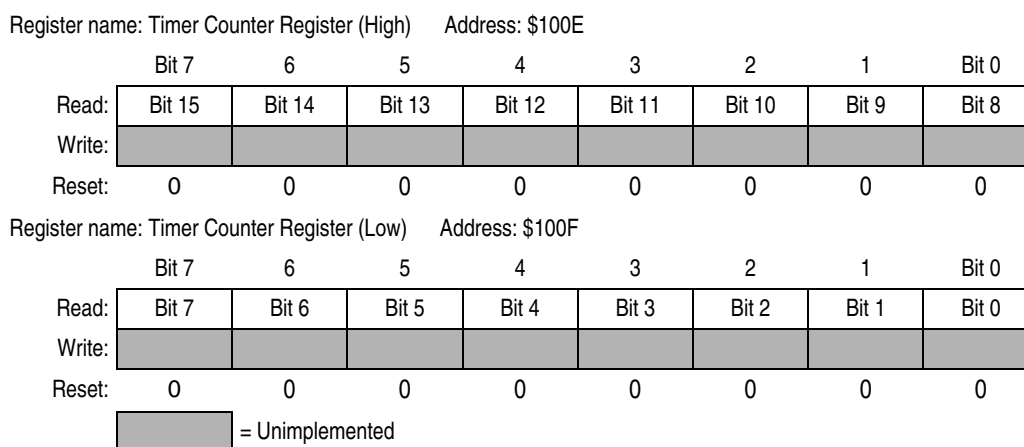 Register name: Timer Counter Register (High) Address: $100E
Bit 7 6 5 4 3 2 1 Bit 0
Read: Bit 15 Bit 14 Bit 13 Bit 12 Bit 11 Bit 10 Bit 9 Bit 8
Write:
Reset: 0 0 0 0 0 0 0 0
Register name: Timer Counter Register (Low) Address: $100F
Bit 7 6 5 4 3 2 1 Bit 0
Read: Bit 7 Bit 6 Bit 5 Bit 4 Bit 3 Bit 2 Bit 1 Bit 0
Write:
Reset: 0 0 0 0 0 0 0 0
= Unimplemented